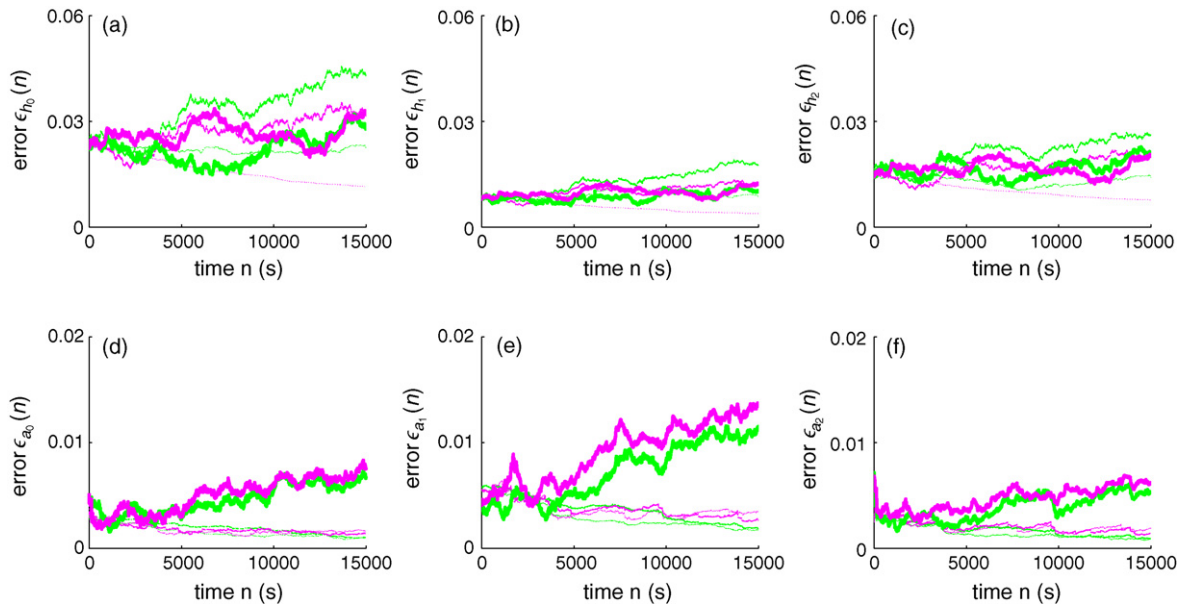 0.06
(a)
0.03
0
error ϵh0(n)
0 5000 10000 15000
time n (s)
0.06
(b)
0.03
0
error ϵh1(n)
0 5000 10000 15000
time n (s)
0.06
(c)
0.03
0
error ϵh2(n)
0 5000 10000 15000
time n (s)
0.02
(d)
0.01
0
error ϵa0(n)
0 5000 10000 15000
time n (s)
0.02
(e)
0.01
0
error ϵa1(n)
0 5000 10000 15000
time n (s)
0.02
(f)
0.01
0
error ϵa2(n)
0 5000 10000 15000
time n (s)